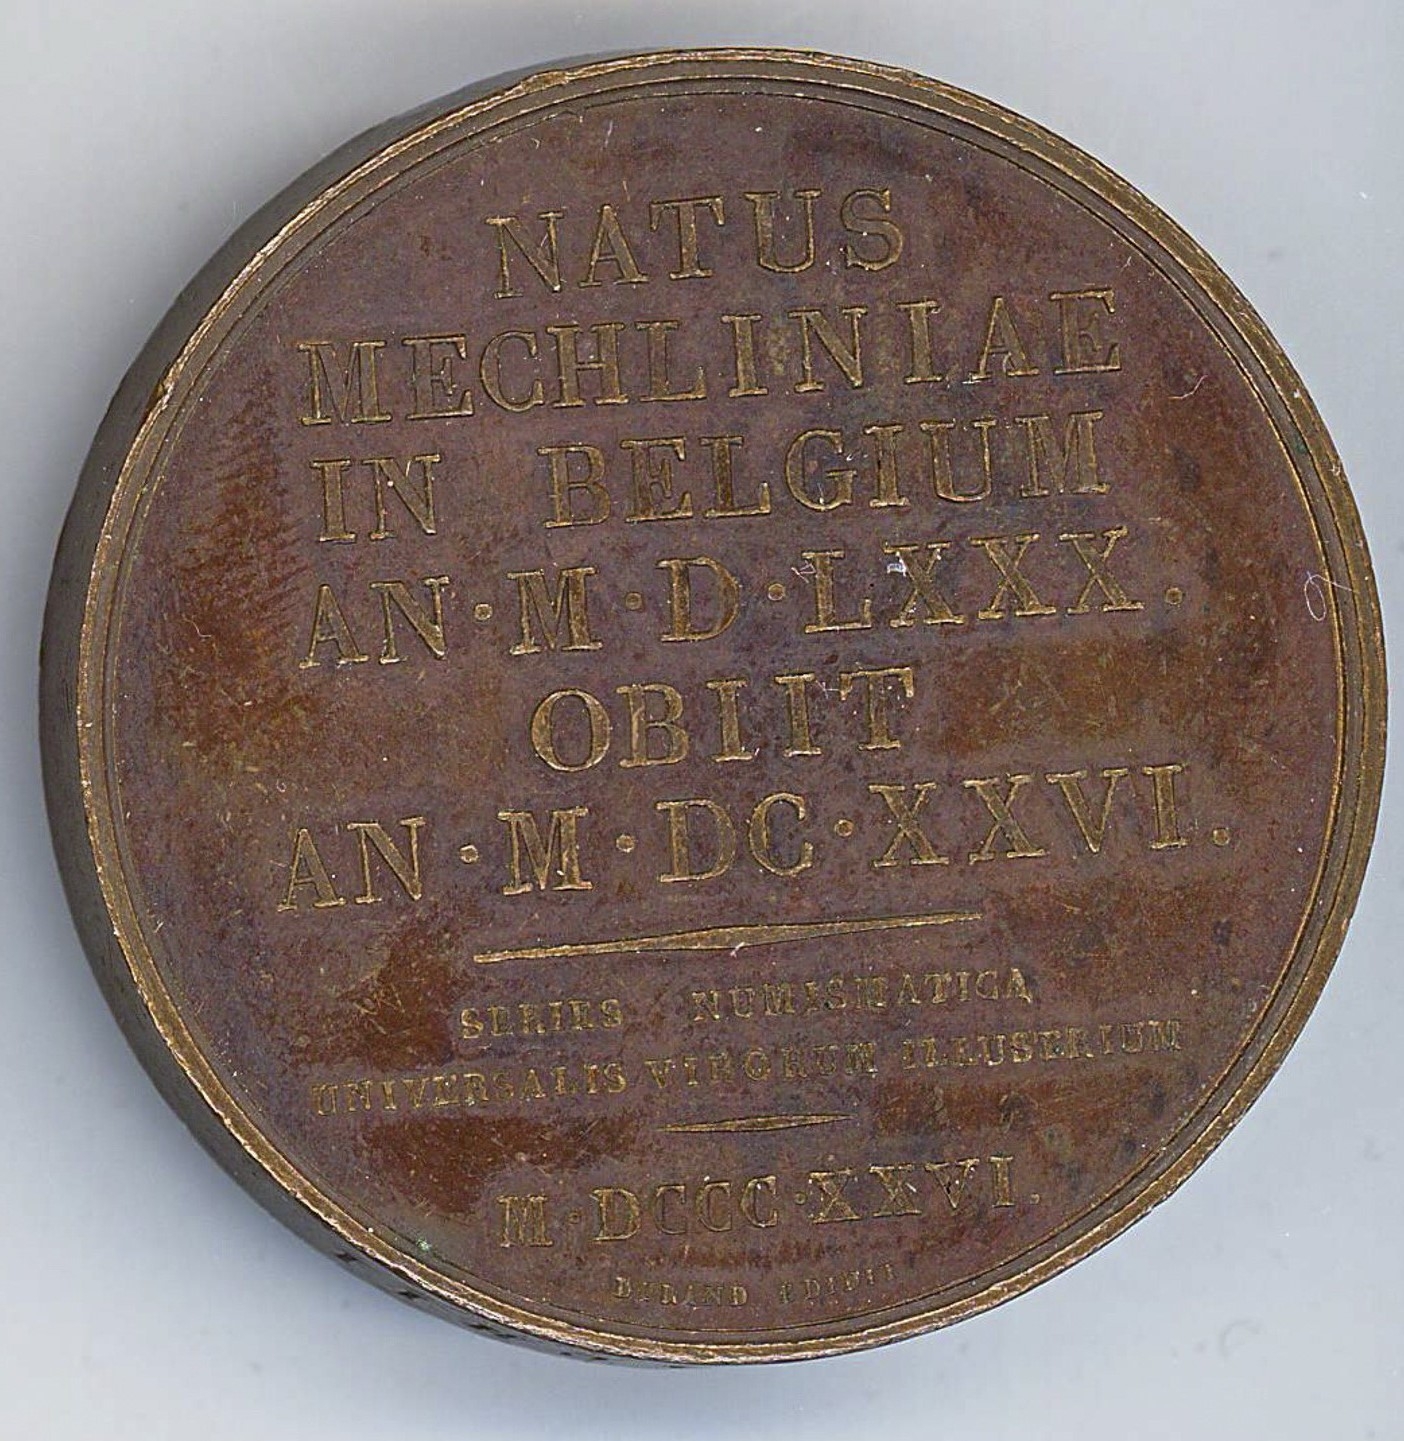 NATUS
MECHLINIAE
IN BELGIUM
AN·M·D·LXXX.
OBIIT
AN·M·DC·XXVI.
SERIES NUMISMATICA
UNIVERSALIS VIRORUM ILLUSTRIUM
M·DCCC·XXVI.
DURAND EDIDIT